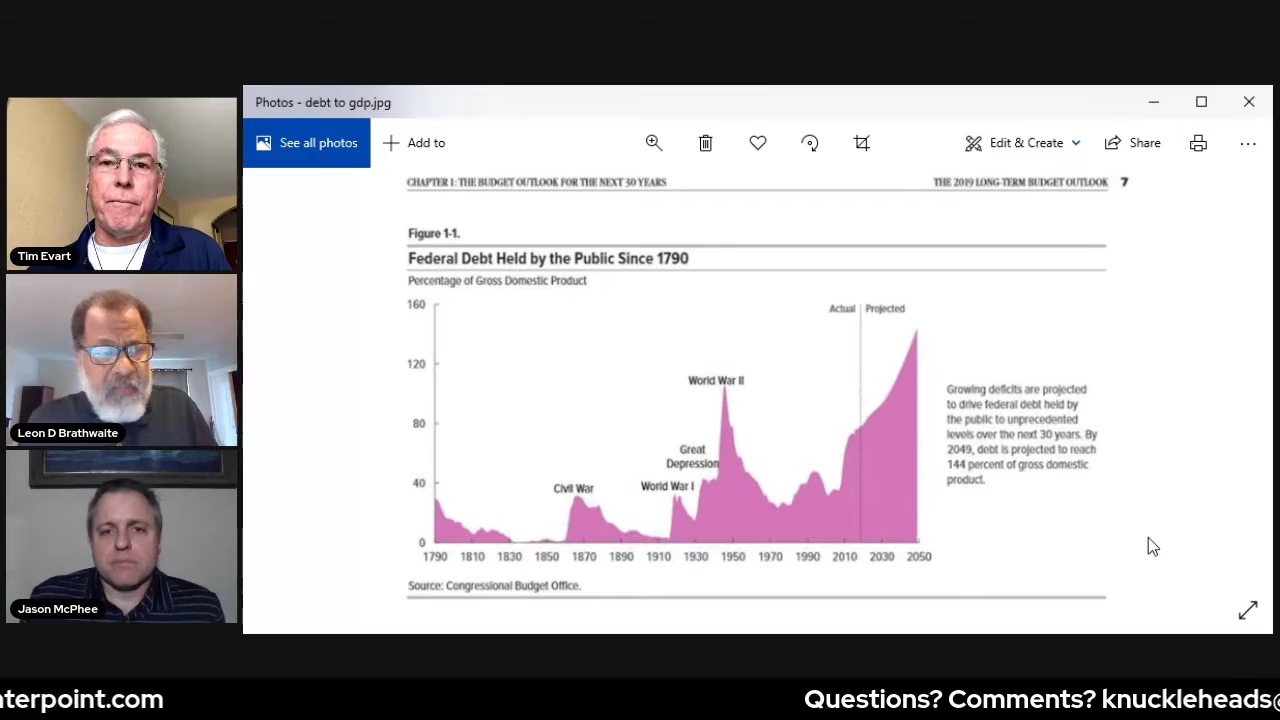 Photos - debt to gdp.jpg
See all photos
Add to
Edit & Create
Share
CHAPTER 1: THE BUDGET OUTLOOK FOR THE NEXT 30 YEARS
THE 2019 LONG-TERM BUDGET OUTLOOK 7
Figure 1-1.
Federal Debt Held by the Public Since 1790
Percentage of Gross Domestic Product
160
120
80
40
0
Actual
Projected
World War II
Great
Depression
World War I
Civil War
1790 1810 1830 1850 1870 1890 1910 1930 1950 1970 1990 2010 2030 2050
Growing deficits are projected
to drive federal debt held by
the public to unprecedented
levels over the next 30 years. By
2049, debt is projected to reach
144 percent of gross domestic
product.
Source: Congressional Budget Office.
Tim Evart
Leon D Brathwaite
Jason McPhee
nterpoint.com
Questions? Comments? knuckleheads@